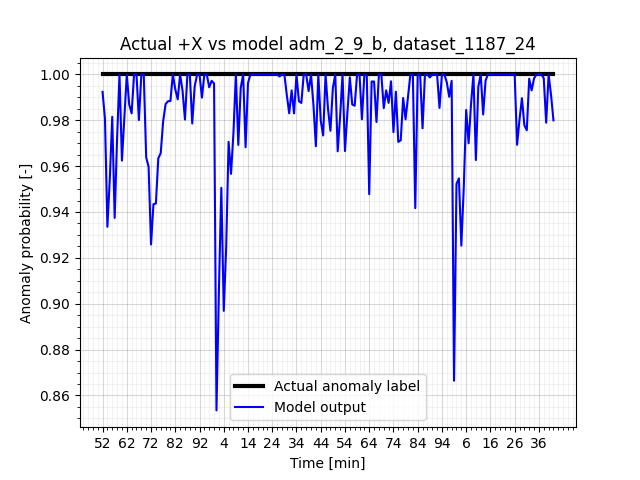 Actual +X vs model adm_2_9_b, dataset_1187_24
1.00
0.98
0.96
0.94
0.92
0.90
0.88
0.86
Anomaly probability [-]
Actual anomaly label
Model output
52 62 72 82 92 4 14 24 34 44 54 64 74 84 94 6 16 26 36
Time [min]